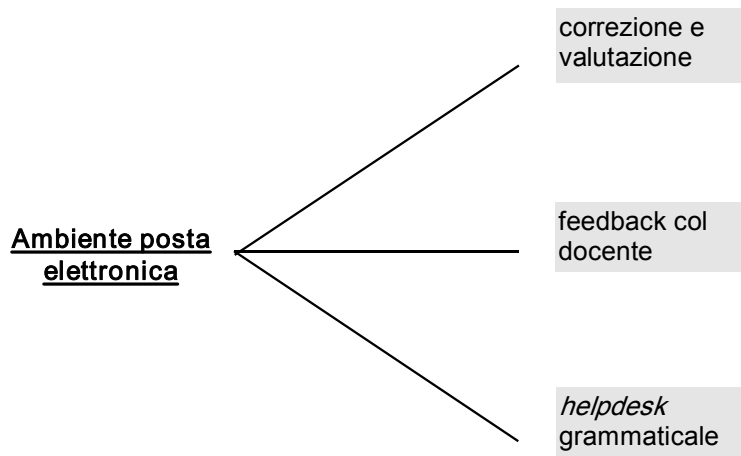 correzione e
valutazione
Ambiente posta
elettronica
feedback col
docente
helpdesk
grammaticale